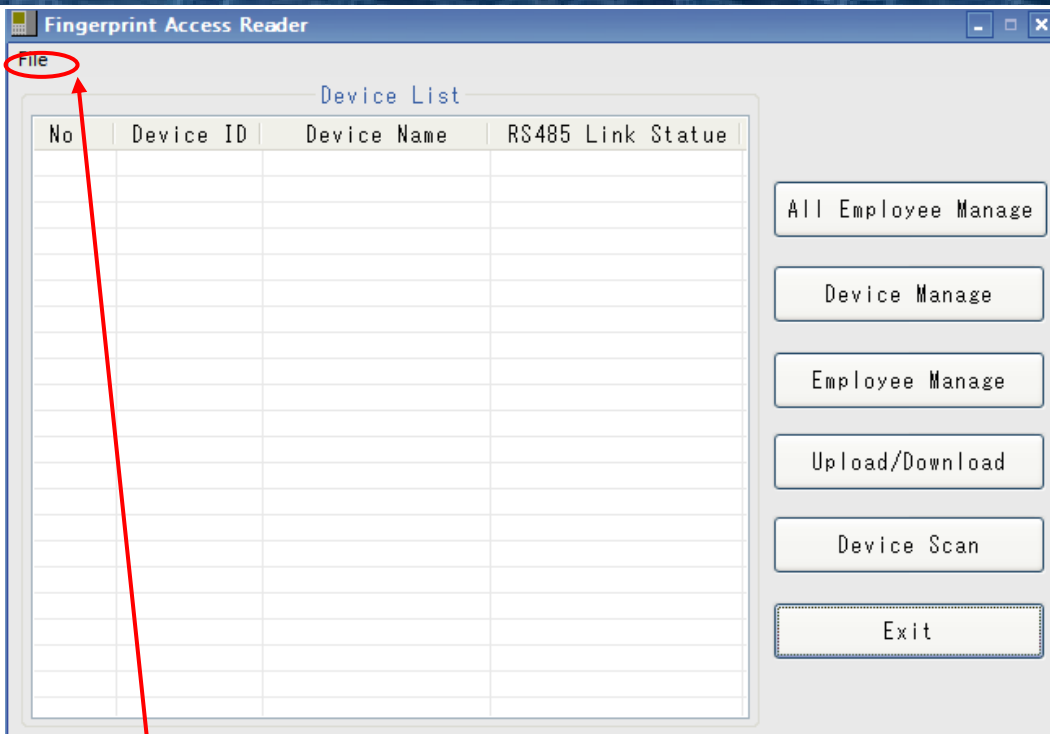 Fingerprint Access Reader
File
Device List
No Device ID Device Name RS485 Link Statue
All Employee Manage
Device Manage
Employee Manage
Upload/Download
Device Scan
Exit